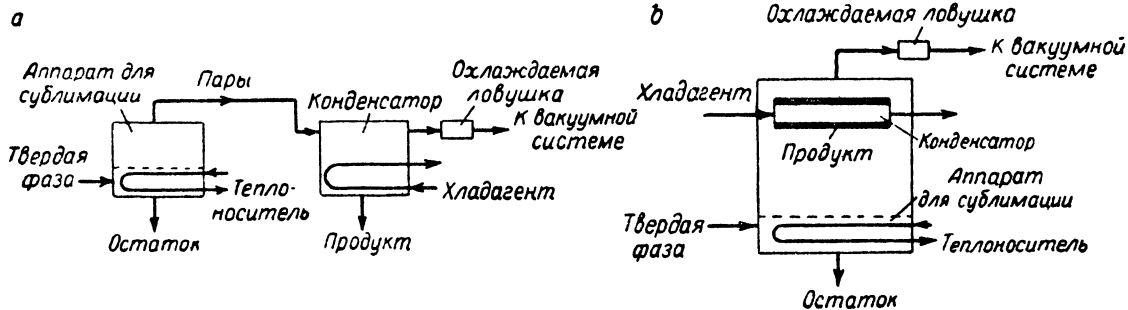 а
Аппарат для
сублимации
Пары
Конденсатор
Охлаждаемая
ловушка
К вакуумной
системе
Твердая
фаза
Тепло-
носитель
Хладагент
Остаток
Продукт
б
Охлаждаемая ловушка
К вакуумной
системе
Хладагент
Продукт
Конденсатор
Аппарат
для сублимации
Твердая
фаза
Теплоноситель
Остаток